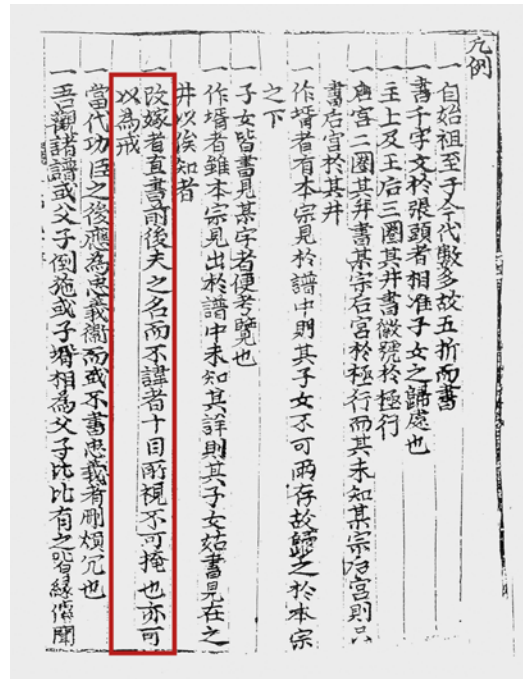 凡例
一自始祖至于今代數多故五折而書
一書千字文於張頭者相准子女之歸處也
一主上及王后三圈其井書徽號於極行
一後宮二圈其井書某宗后宮於極行而其未知某宗后宮則只
書后宮於其井
一作壻者有本宗見於譜中則其子女不可兩存故歸之於本宗
之下
一子女皆書見某字者便考覽也
一作壻者雖本宗見出於譜中未知其詳則其子女姑書見在之
井以俟知者
一改嫁者直書前後夫之名而不諱者十目所視不可掩也亦可
以為戒
一當代功臣之後應為忠義衛而或不書忠義者刪煩冗也
一吾觀諸譜或父子倒施或子壻相為父子比比有之皆緣傳聞